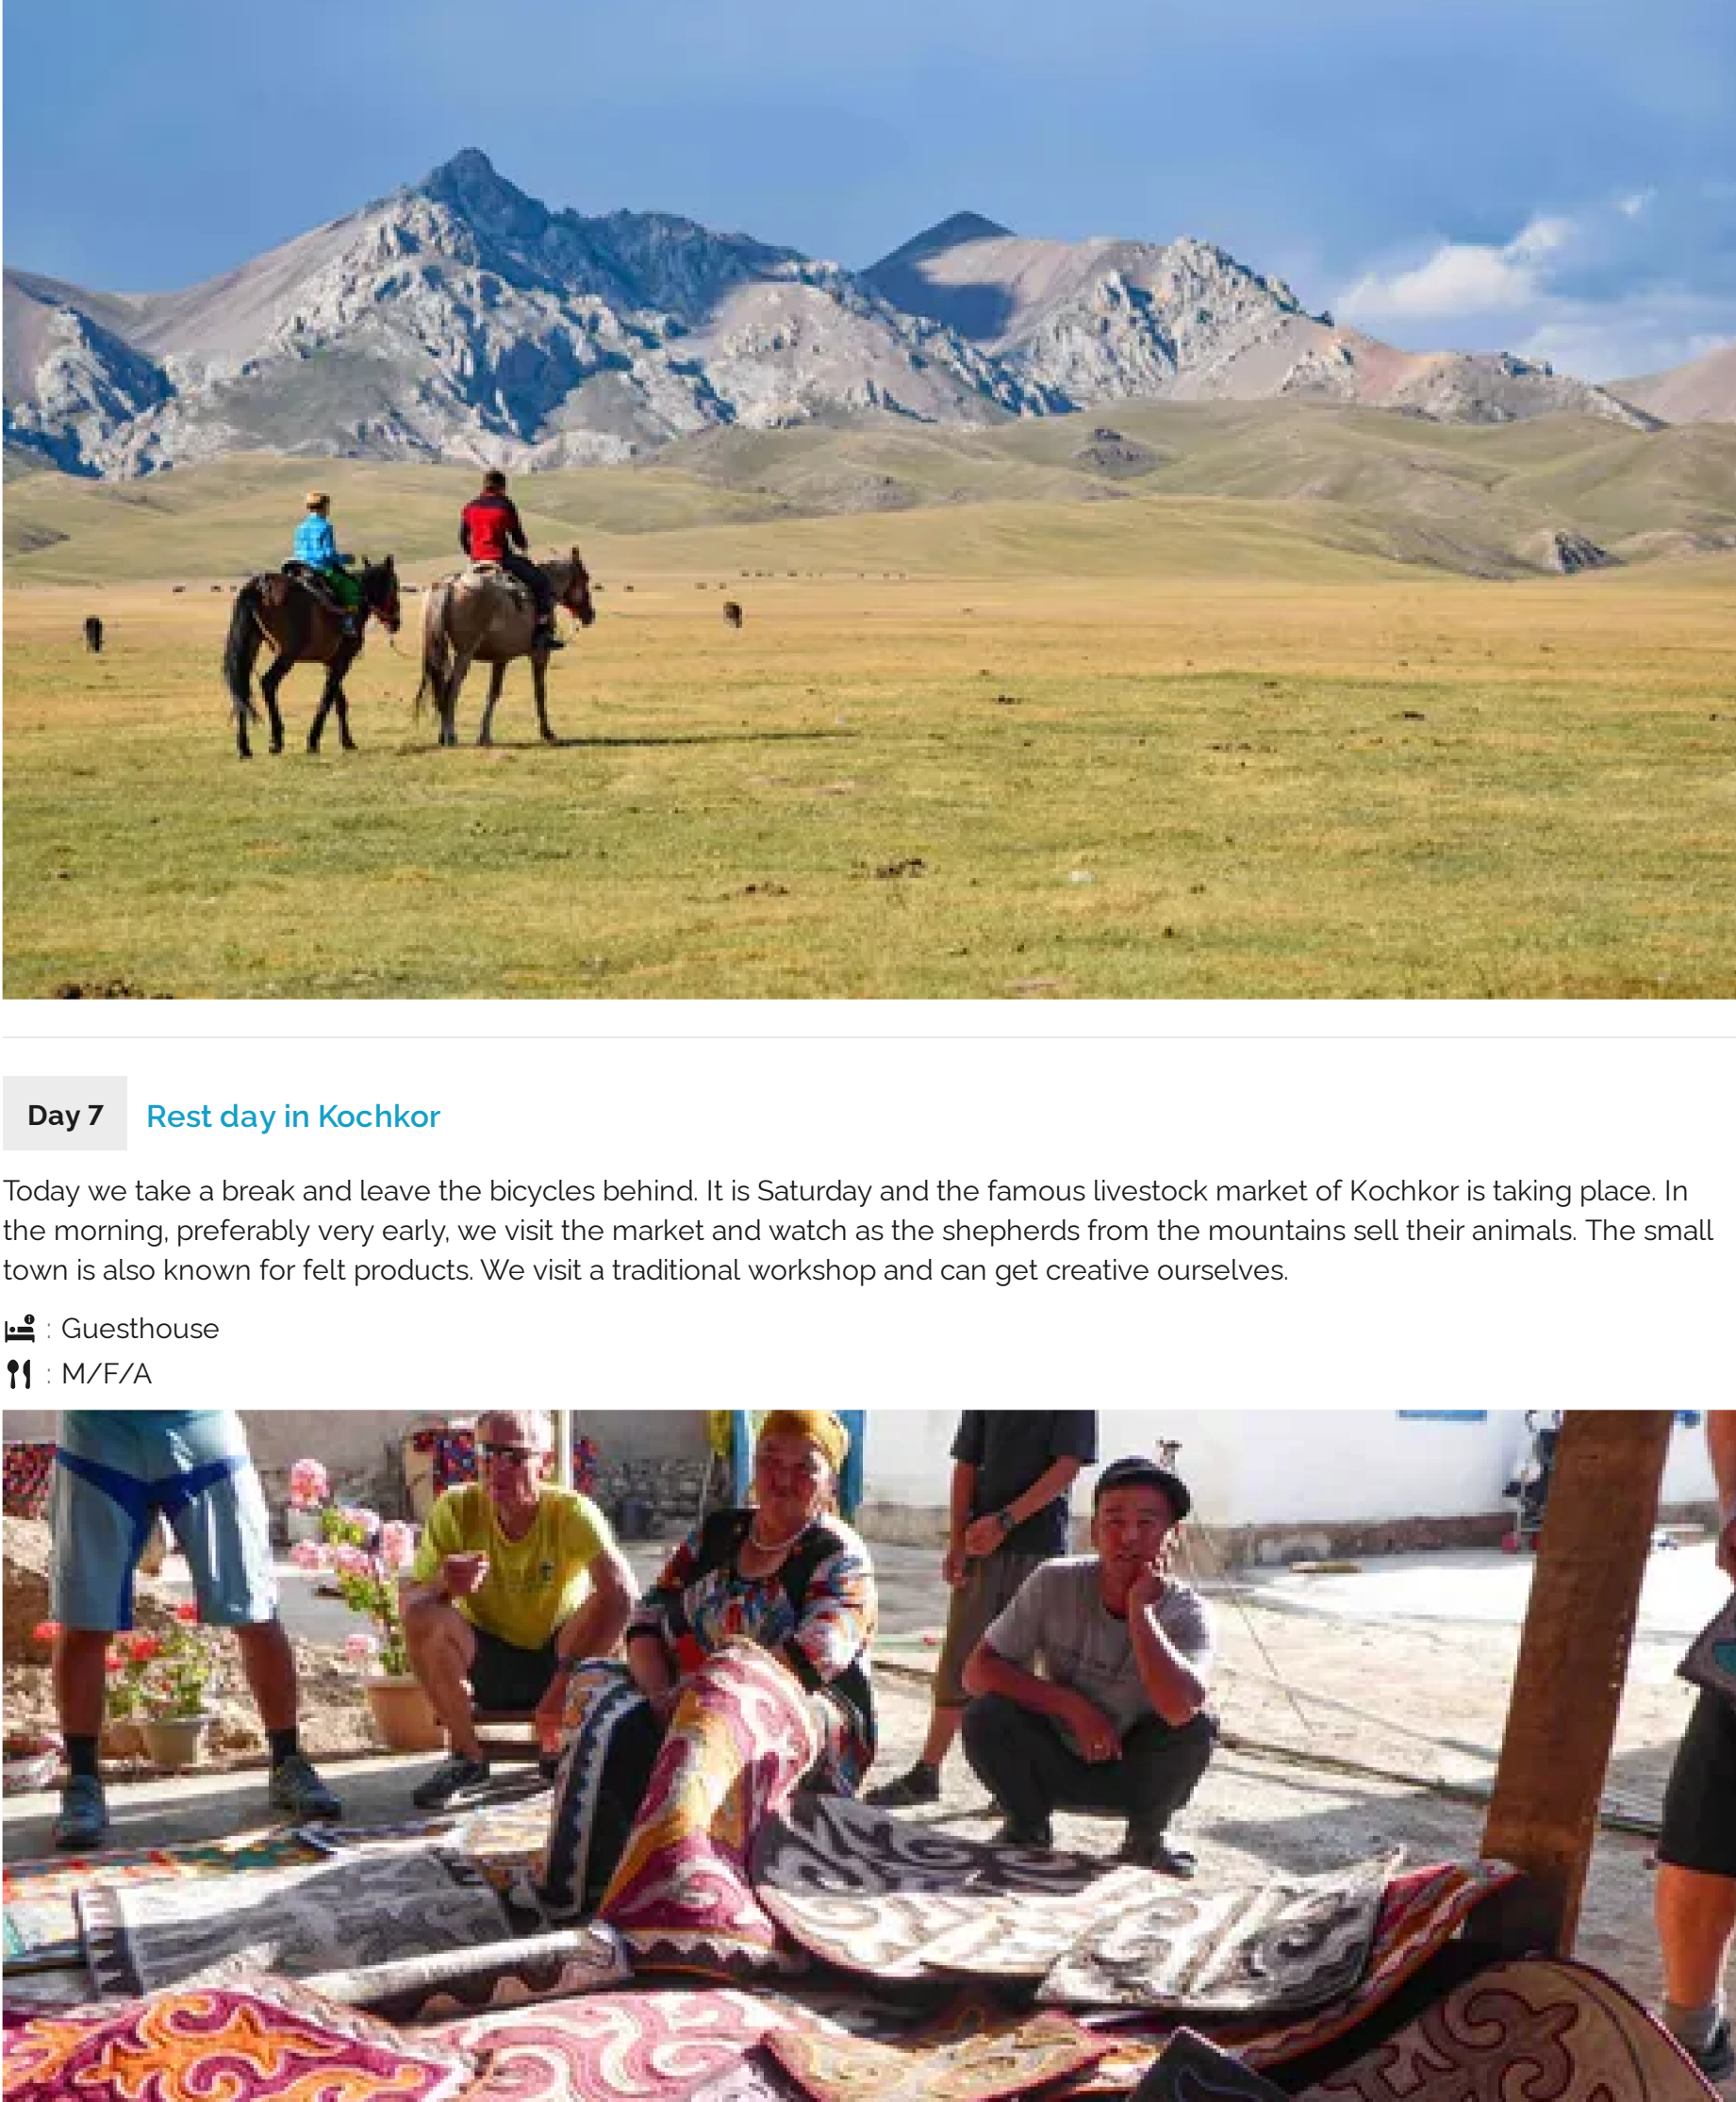 Day 7
Rest day in Kochkor
Today we take a break and leave the bicycles behind. It is Saturday and the famous livestock market of Kochkor is taking place. In
the morning, preferably very early, we visit the market and watch as the shepherds from the mountains sell their animals. The small
town is also known for felt products. We visit a traditional workshop and can get creative ourselves.
: Guesthouse
: M/F/A